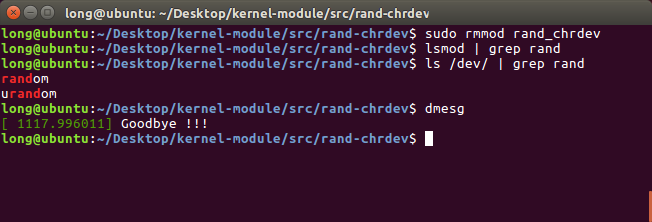 long@ubuntu: ~/Desktop/kernel-module/src/rand-chrdev
long@ubuntu:~/Desktop/kernel-module/src/rand-chrdev$ sudo rmmod rand_chrdev
long@ubuntu:~/Desktop/kernel-module/src/rand-chrdev$ lsmod | grep rand
long@ubuntu:~/Desktop/kernel-module/src/rand-chrdev$ ls /dev/ | grep rand
random
urandom
long@ubuntu:~/Desktop/kernel-module/src/rand-chrdev$ dmesg
[ 1117.996011] Goodbye !!!
long@ubuntu:~/Desktop/kernel-module/src/rand-chrdev$